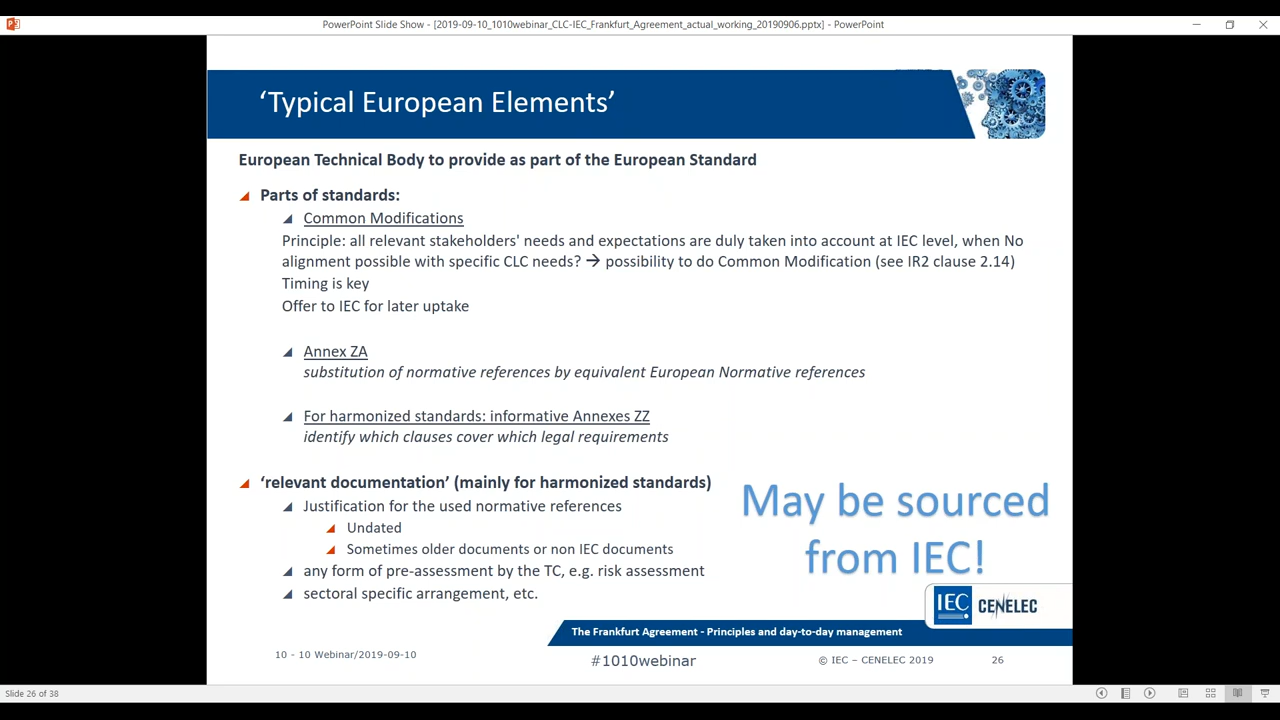 PowerPoint Slide Show - [2019-09-10_1010webinar_CLC-IEC_Frankfurt_Agreement_actual_working_20190906.pptx] - PowerPoint
‘Typical European Elements’
European Technical Body to provide as part of the European Standard
Parts of standards:
Common Modifications
Principle: all relevant stakeholders' needs and expectations are duly taken into account at IEC level, when No
alignment possible with specific CLC needs? → possibility to do Common Modification (see IR2 clause 2.14)
Timing is key
Offer to IEC for later uptake
Annex ZA
substitution of normative references by equivalent European Normative references
For harmonized standards: informative Annexes ZZ
identify which clauses cover which legal requirements
‘relevant documentation’ (mainly for harmonized standards)
Justification for the used normative references
Undated
Sometimes older documents or non IEC documents
any form of pre-assessment by the TC, e.g. risk assessment
sectoral specific arrangement, etc.
May be sourced
from IEC!
IEC CENELEC
The Frankfurt Agreement - Principles and day-to-day management
10 - 10 Webinar/2019-09-10
#1010webinar
© IEC – CENELEC 2019
26
Slide 26 of 38